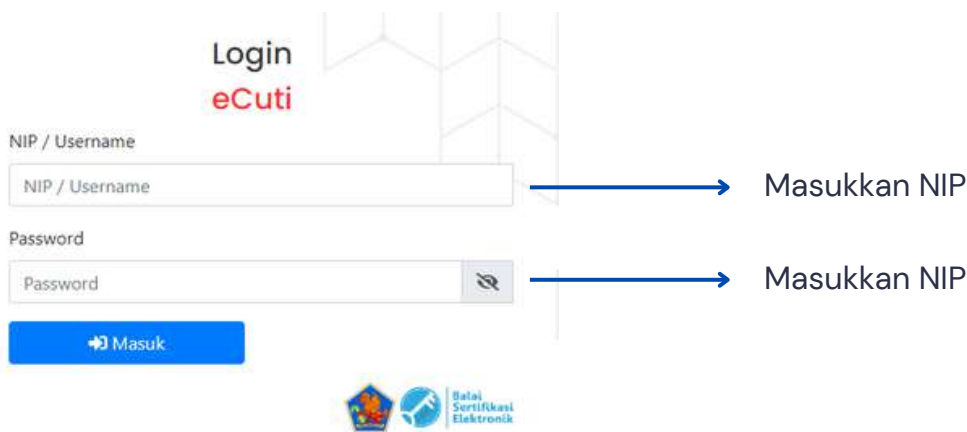 Login
eCuti
NIP / Username
NIP / Username
Masukkan NIP
Password
Password
Masukkan NIP
Masuk
Balai
Sertifikasi
Elektronik